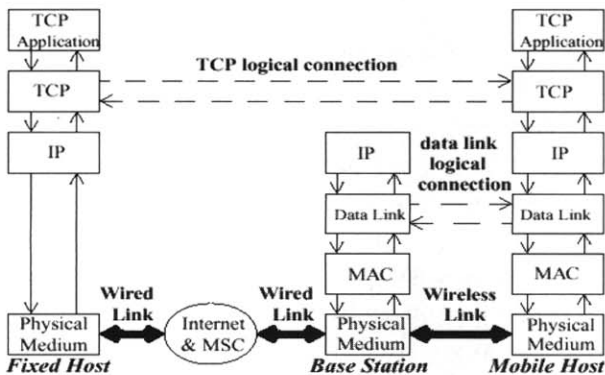 TCP
Application
TCP
Application
TCP logical connection
TCP
TCP
IP
IP
data link
logical
connection
IP
Data Link
Data Link
MAC
MAC
Wired
Link
Wired
Link
Wireless
Link
Physical
Medium
Internet
& MSC
Physical
Medium
Physical
Medium
Fixed Host
Base Station
Mobile Host